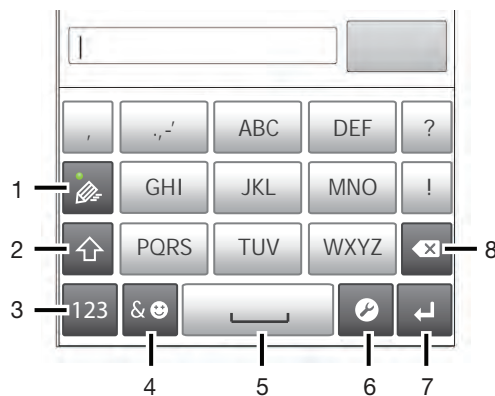 , .,-’ ABC DEF ?
1 GHI JKL MNO !
2 PQRS TUV WXYZ 8
3 123 &
4 5 6 7